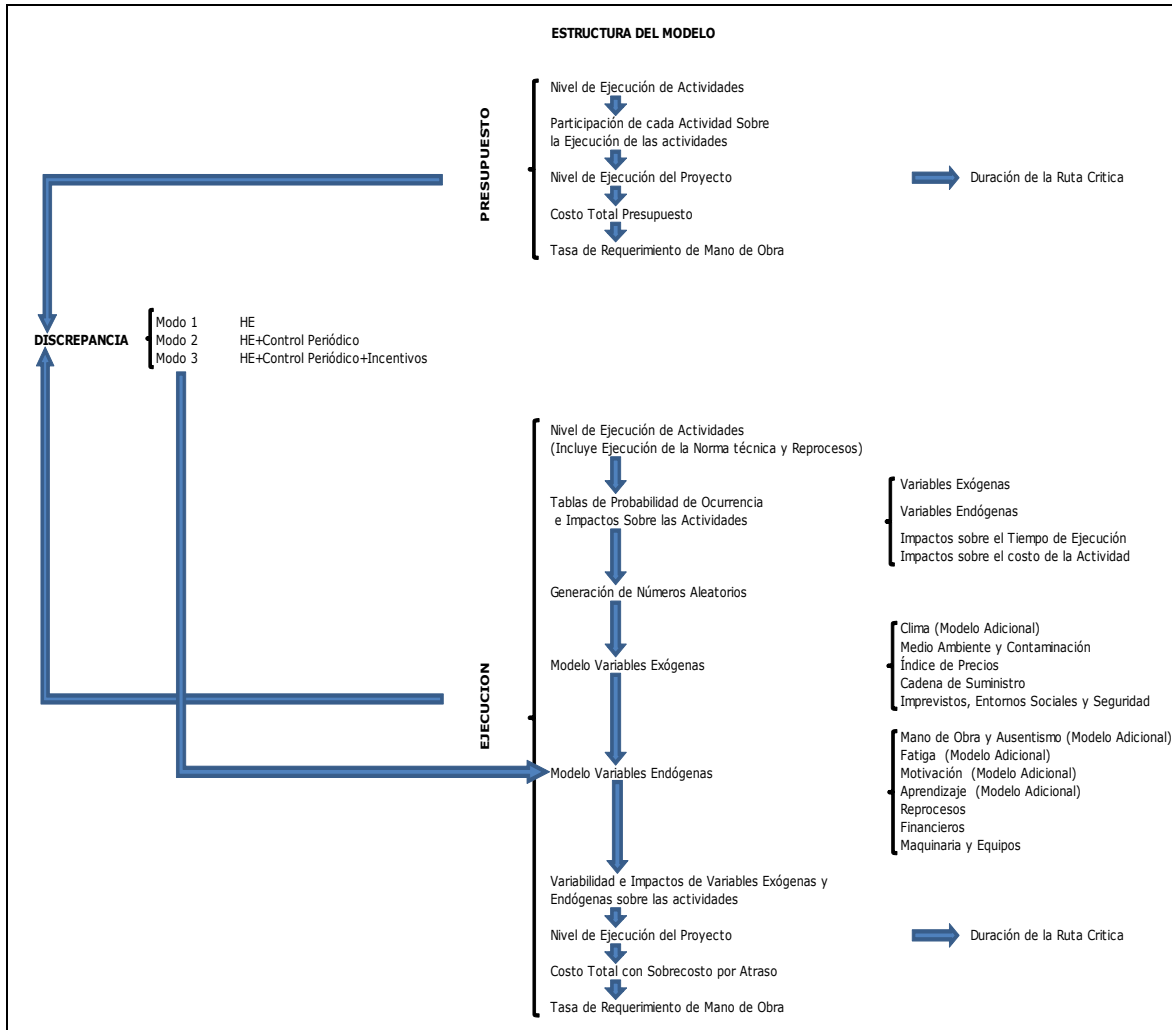 ESTRUCTURA DEL MODELO
PRESUPUESTO
Nivel de Ejecución de Actividades
Participación de cada Actividad Sobre
la Ejecución de las actividades
Nivel de Ejecución del Proyecto
Duración de la Ruta Critica
Costo Total Presupuesto
Tasa de Requerimiento de Mano de Obra
DISCREPANCIA
Modo 1 HE
Modo 2 HE+Control Periódico
Modo 3 HE+Control Periódico+Incentivos
EJECUCION
Nivel de Ejecución de Actividades
(Incluye Ejecución de la Norma técnica y Reprocesos)
Tablas de Probabilidad de Ocurrencia
e Impactos Sobre las Actividades
Variables Exógenas
Variables Endógenas
Impactos sobre el Tiempo de Ejecución
Impactos sobre el costo de la Actividad
Generación de Números Aleatorios
Modelo Variables Exógenas
Clima (Modelo Adicional)
Medio Ambiente y Contaminación
Índice de Precios
Cadena de Suministro
Imprevistos, Entornos Sociales y Seguridad
Modelo Variables Endógenas
Mano de Obra y Ausentismo (Modelo Adicional)
Fatiga (Modelo Adicional)
Motivación (Modelo Adicional)
Aprendizaje (Modelo Adicional)
Reprocesos
Financieros
Maquinaria y Equipos
Variabilidad e Impactos de Variables Exógenas y
Endógenas sobre las actividades
Nivel de Ejecución del Proyecto
Duración de la Ruta Critica
Costo Total con Sobrecosto por Atraso
Tasa de Requerimiento de Mano de Obra